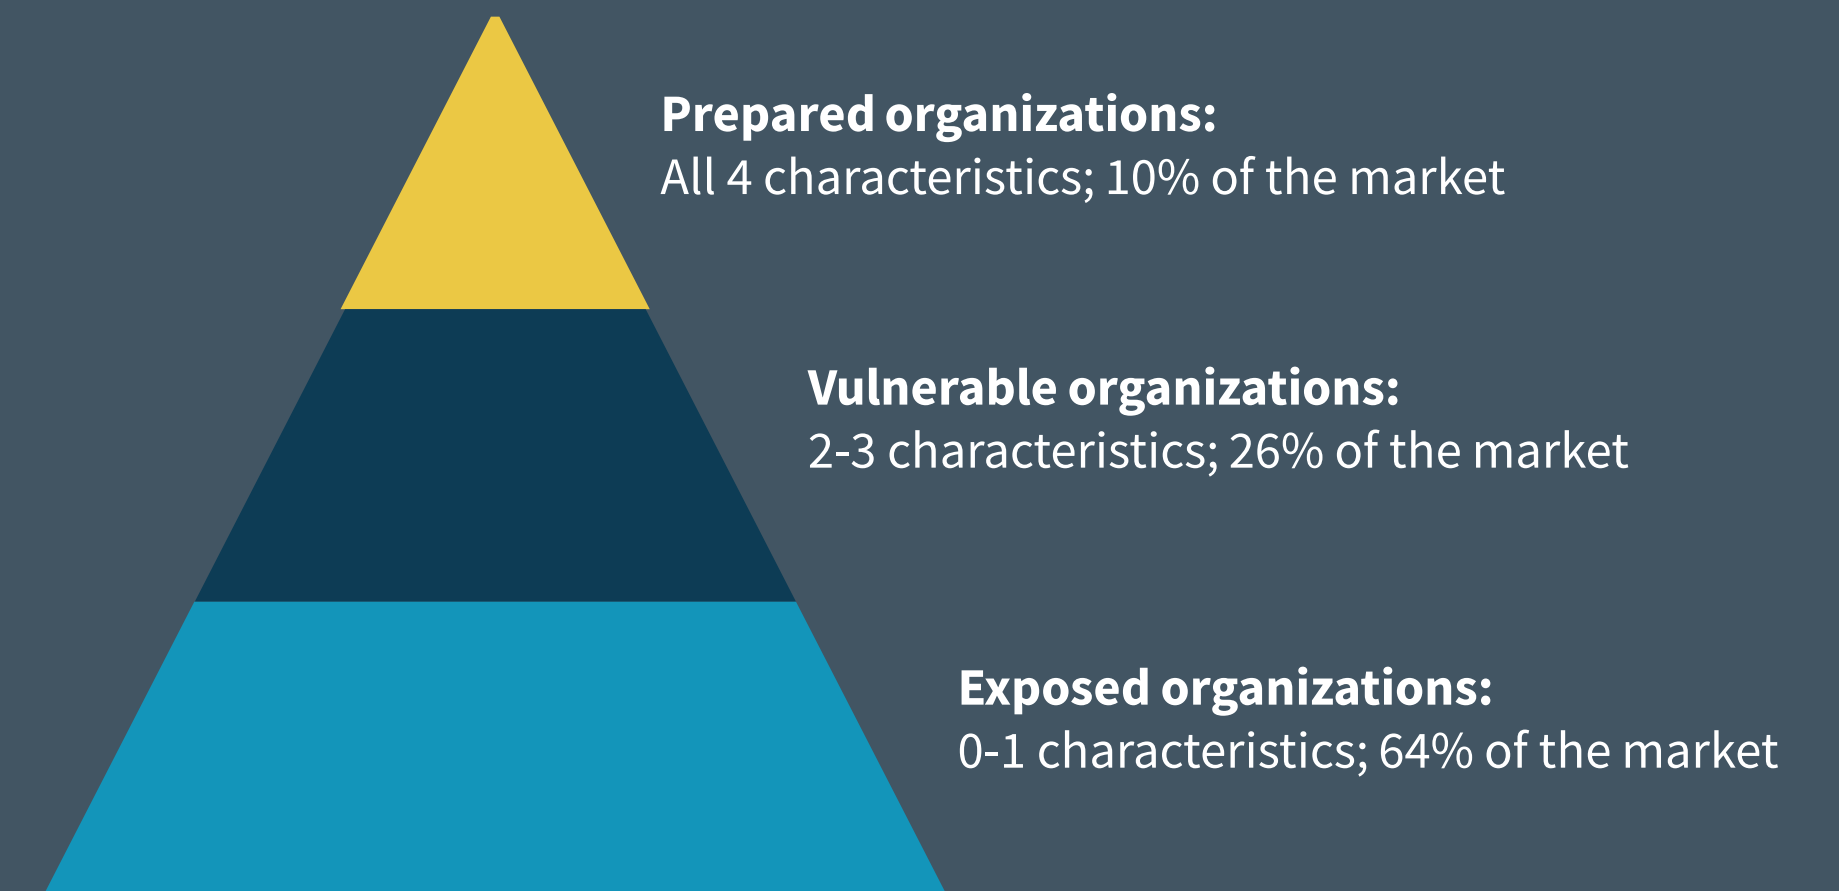 Prepared organizations:
All 4 characteristics; 10% of the market
Vulnerable organizations:
2-3 characteristics; 26% of the market
Exposed organizations:
0-1 characteristics; 64% of the market